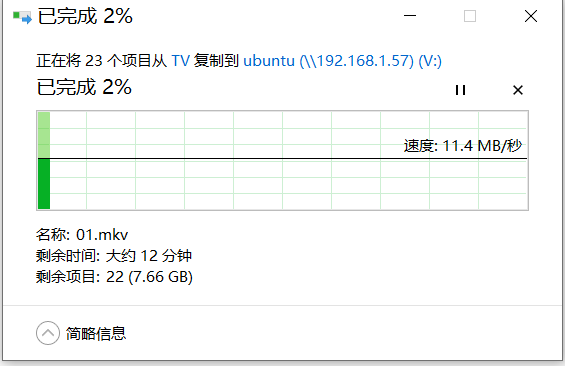 已完成 2%
正在将 23 个项目从 TV 复制到 ubuntu (\\192.168.1.57) (V:)
已完成 2%
速度: 11.4 MB/秒
名称: 01.mkv
剩余时间: 大约 12 分钟
剩余项目: 22 (7.66 GB)
简略信息